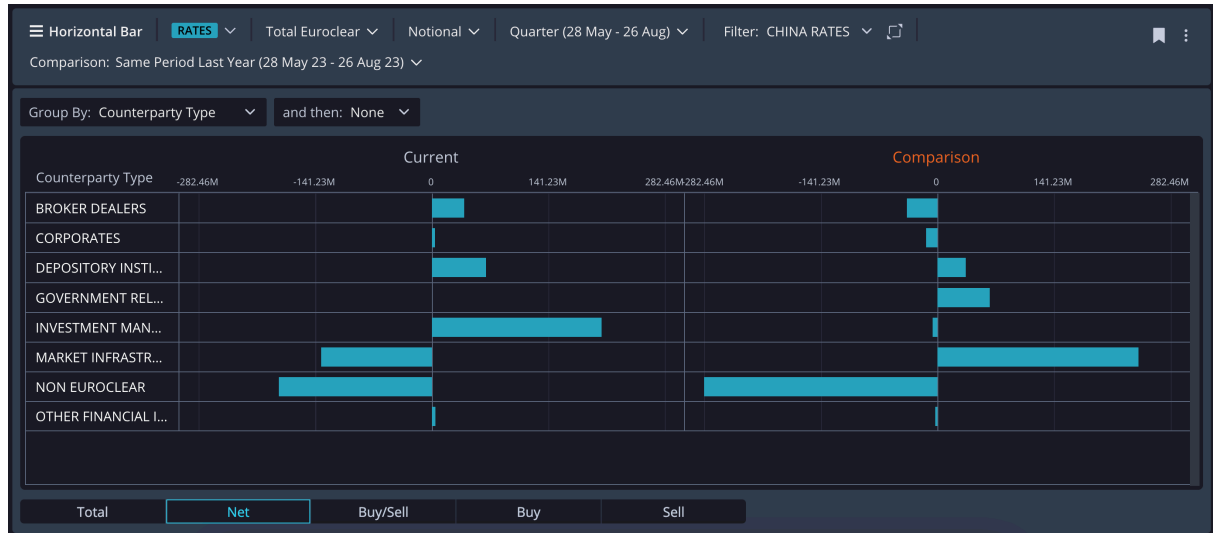 Horizontal Bar RATES Total Euroclear Notional Quarter (28 May - 26 Aug) Filter: CHINA RATES
Comparison: Same Period Last Year (28 May 23 - 26 Aug 23)
Group By: Counterparty Type and then: None
Current Comparison
Counterparty Type -282.46M -141.23M 0 141.23M 282.46M -282.46M -141.23M 0 141.23M 282.46M
BROKER DEALERS
CORPORATES
DEPOSITORY INSTI...
GOVERNMENT REL...
INVESTMENT MAN...
MARKET INFRASTR...
NON EUROCLEAR
OTHER FINANCIAL I...
Total Net Buy/Sell Buy Sell